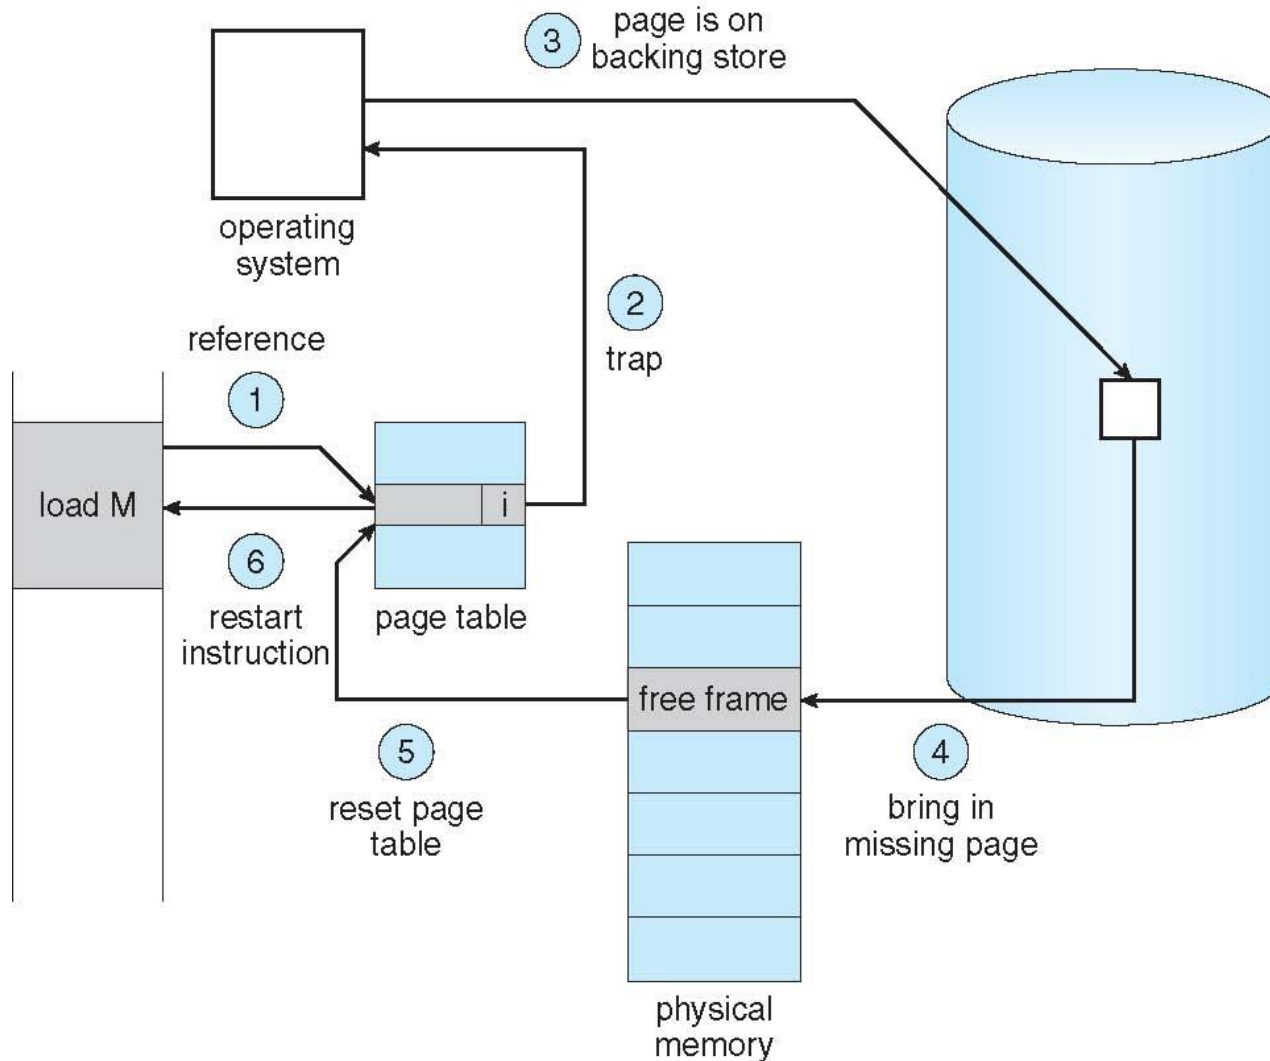 3
page is on
backing store
operating
system
2
trap
reference
1
load M
i
6
restart
instruction
page table
free frame
5
reset page
table
4
bring in
missing page
physical
memory